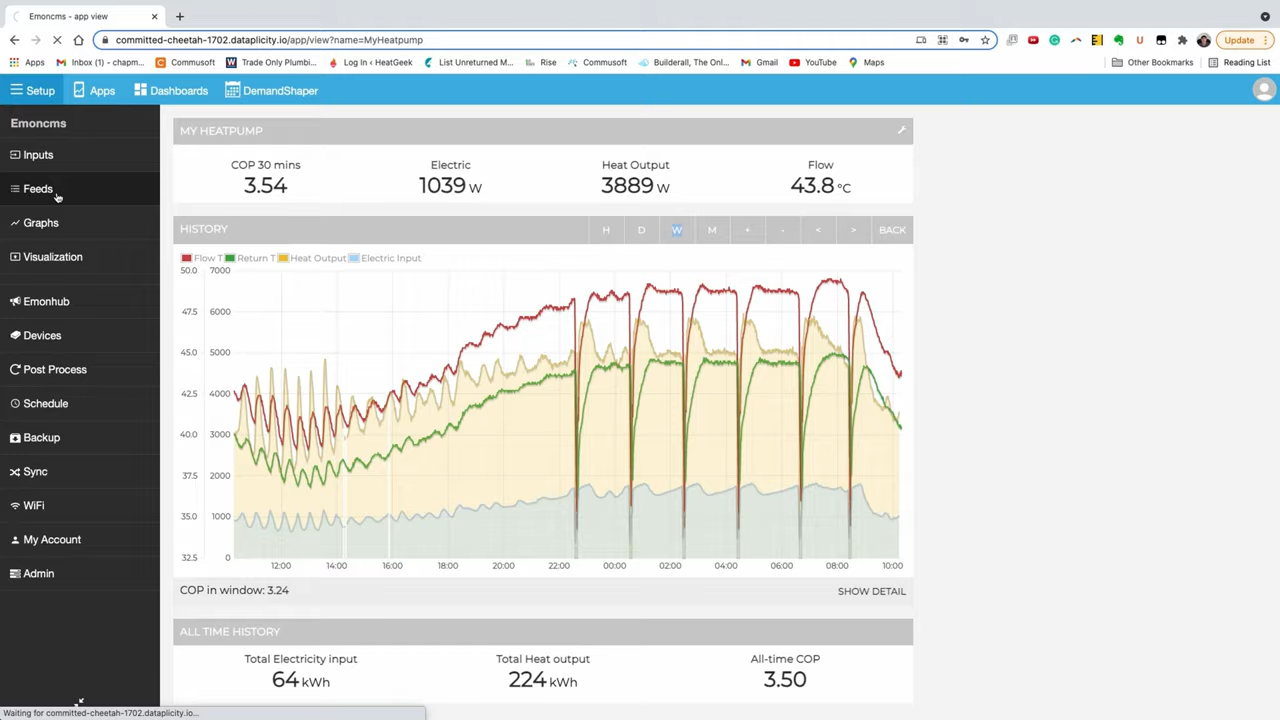 Emoncms - app view
committed-cheetah-1702.dataplicity.io/app/view?name=MyHeatpump
Update
Apps Inbox (1) - chapm... Commusoft Trade Only Plumbi... Log In ‹ HeatGeek List Unreturned M... Rise Commusoft Builderall, The Onl... Gmail YouTube Maps Other Bookmarks Reading List
Setup Apps Dashboards DemandShaper
Emoncms
Inputs
Feeds
Graphs
Visualization
Emonhub
Devices
Post Process
Schedule
Backup
Sync
WiFi
My Account
Admin
MY HEATPUMP
COP 30 mins Electric Heat Output Flow
3.54 1039 W 3889 W 43.8 °C
HISTORY H D W M + - < > BACK
Flow T Return T Heat Output Electric Input
50.0 7000
47.5 6000
45.0 5000
42.5 4000
40.0 3000
37.5 2000
35.0 1000
32.5 0
12:00 14:00 16:00 18:00 20:00 22:00 00:00 02:00 04:00 06:00 08:00 10:00
COP in window: 3.24 SHOW DETAIL
ALL TIME HISTORY
Total Electricity input Total Heat output All-time COP
64 kWh 224 kWh 3.50
Waiting for committed-cheetah-1702.dataplicity.io...